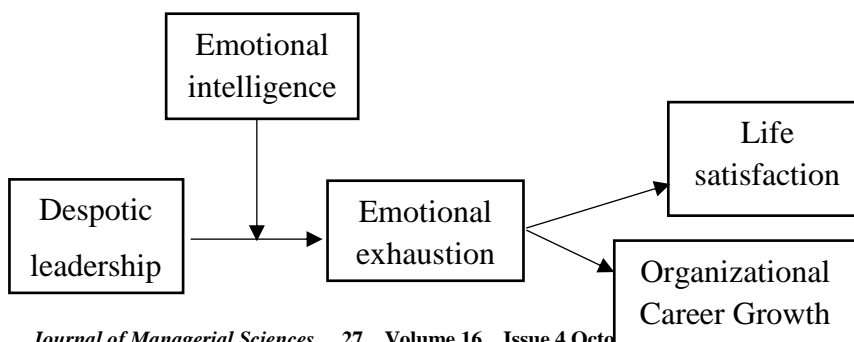 Emotional
intelligence
Despotic
leadership
Emotional
exhaustion
Life
satisfaction
Organizational
Career Growth
Journal of Managerial Sciences 27 Volume 16 Issue 4